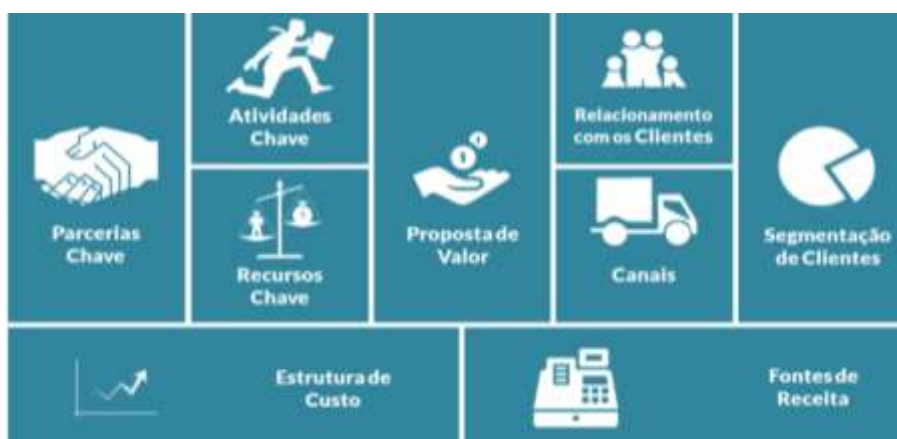 Parcerias
Chave
Atividades
Chave
Recursos
Chave
Proposta de
Valor
Relacionamento
com os Clientes
Canais
Segmentação
de Clientes
Estrutura de
Custo
Fontes de
Receita